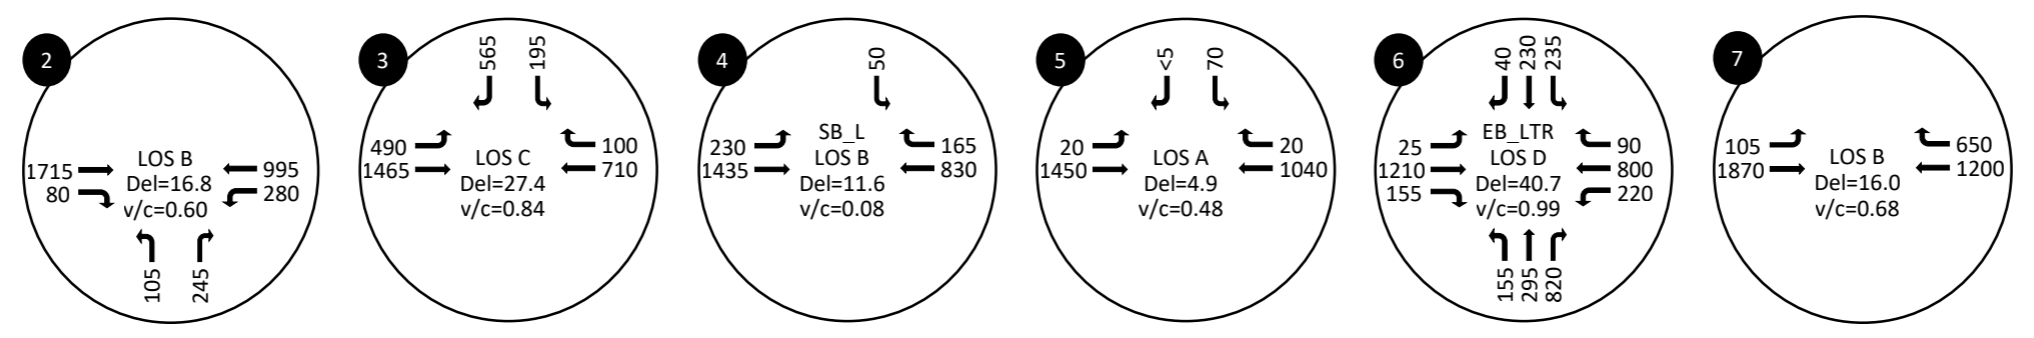 2
1715
80
LOS B
Del=16.8
v/c=0.60
995
280
105
245
3
565
195
490
1465
LOS C
Del=27.4
v/c=0.84
100
710
4
50
230
1435
SB_L
LOS B
Del=11.6
v/c=0.08
165
830
5
<5
70
20
1450
LOS A
Del=4.9
v/c=0.48
20
1040
6
40
230
235
25
1210
155
EB_LTR
LOS D
Del=40.7
v/c=0.99
90
800
220
155
295
820
7
105
1870
LOS B
Del=16.0
v/c=0.68
650
1200